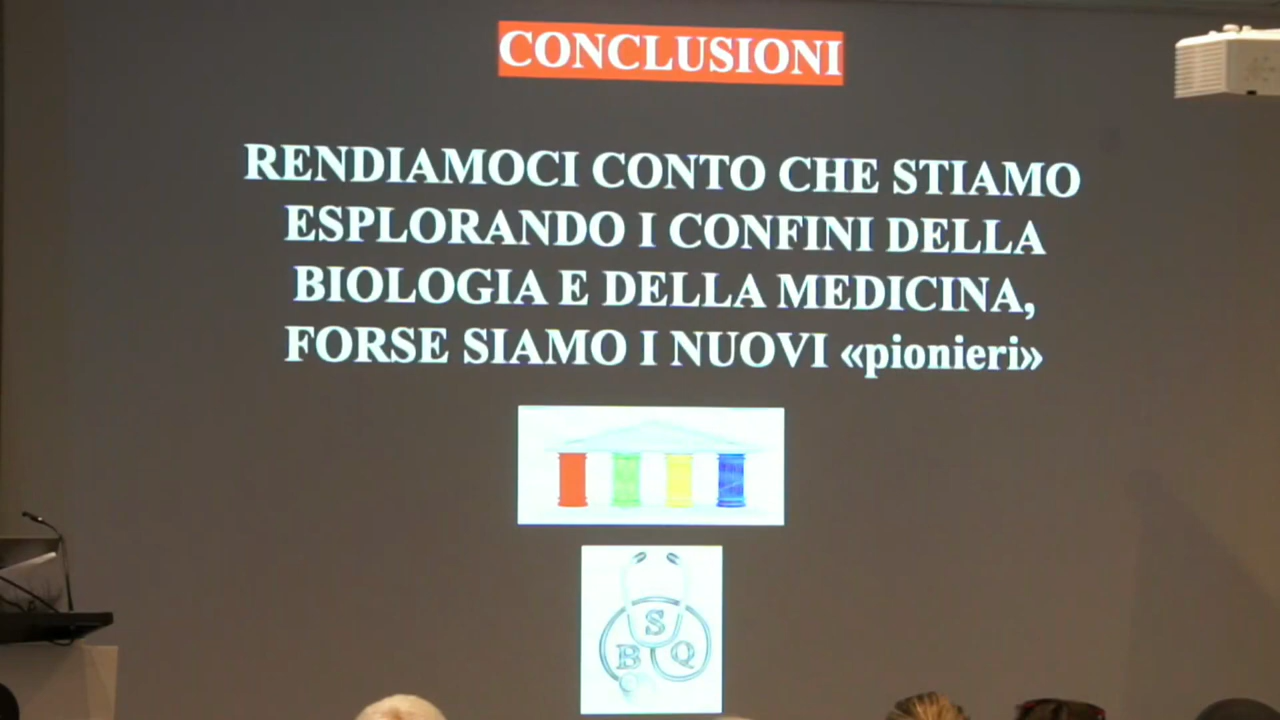 CONCLUSIONI
RENDIAMOCI CONTO CHE STIAMO
ESPLORANDO I CONFINI DELLA
BIOLOGIA E DELLA MEDICINA,
FORSE SIAMO I NUOVI «pionieri»
S
B Q